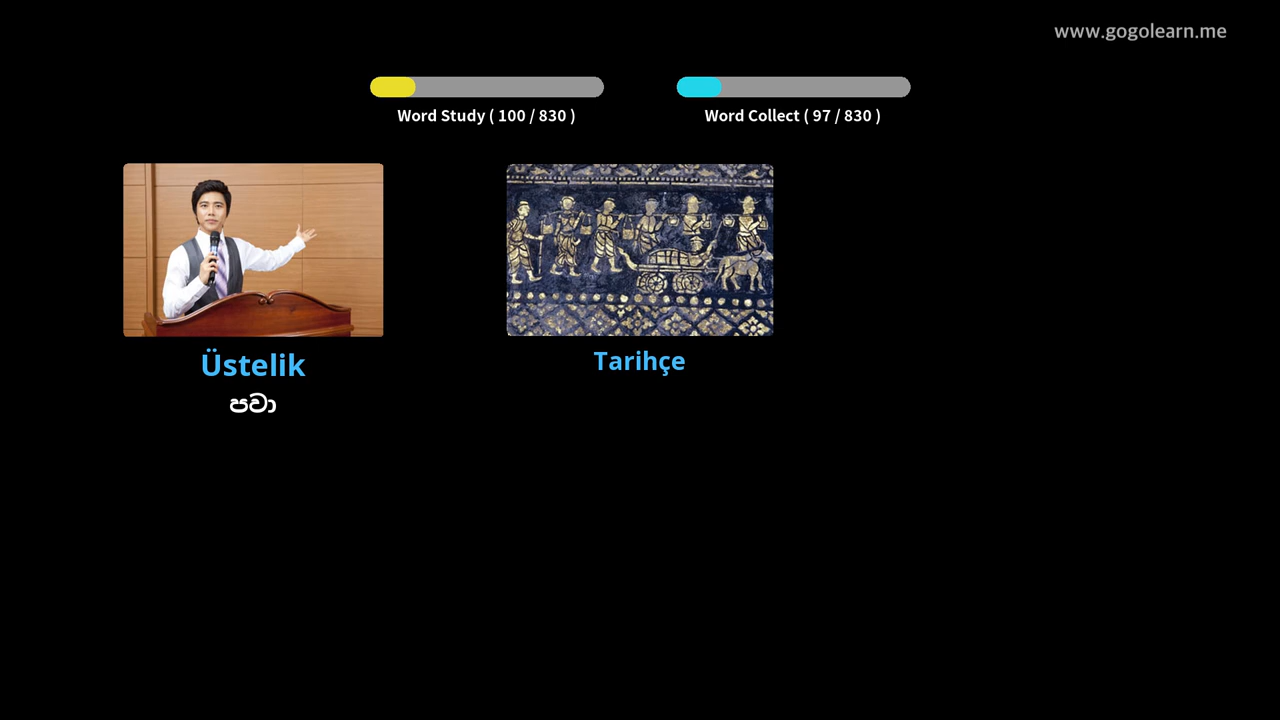 www.gogolearn.me
Word Study ( 100 / 830 )
Word Collect ( 97 / 830 )
Üstelik
පවා
Tarihçe